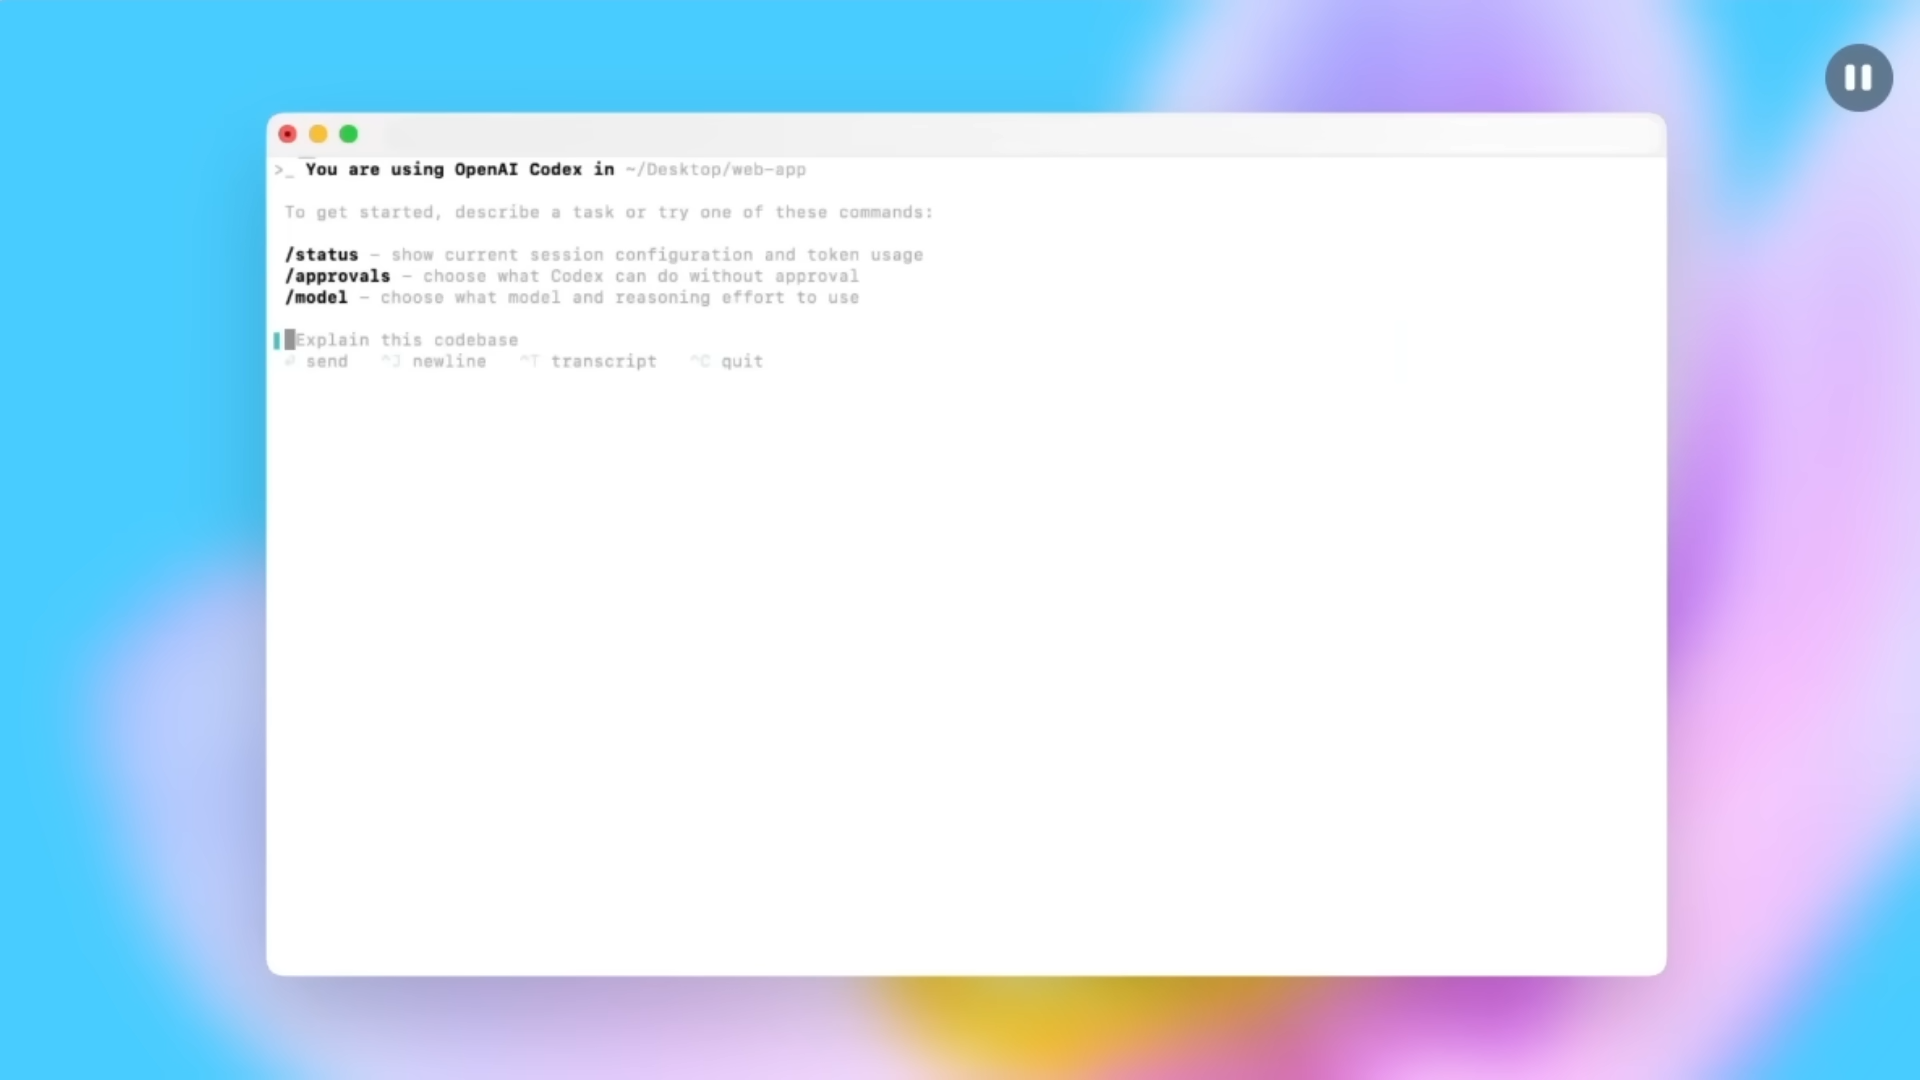 >_ You are using OpenAI Codex in ~/Desktop/web-app
To get started, describe a task or try one of these commands:
/status – show current session configuration and token usage
/approvals – choose what Codex can do without approval
/model – choose what model and reasoning effort to use
Explain this codebase
⏎ send ^J newline ^T transcript ^C quit